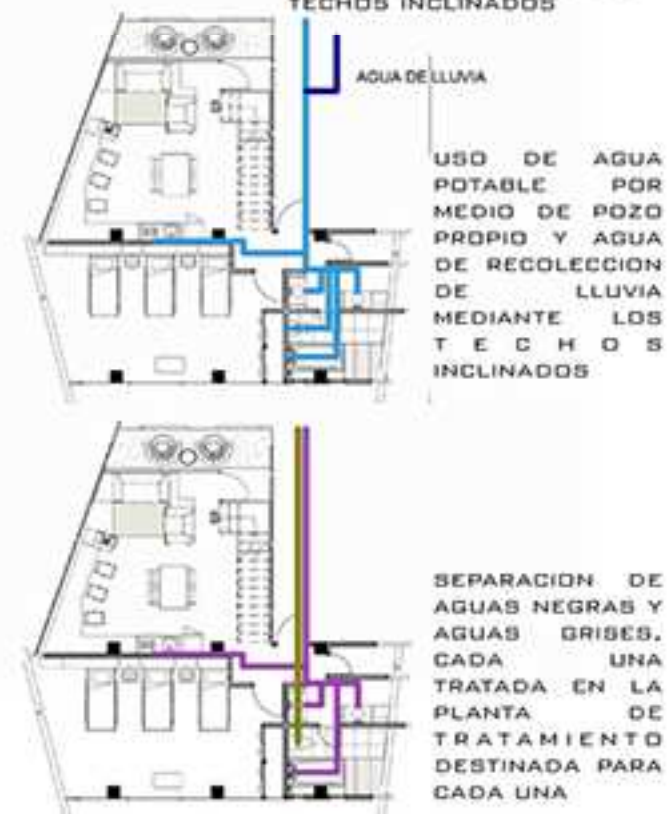 TECHOS INCLINADOS
AGUA DE LLUVIA
USO DE AGUA
POTABLE POR
MEDIO DE POZO
PROPIO Y AGUA
DE RECOLECCION
DE LLUVIA
MEDIANTE LOS
TECHOS
INCLINADOS
SEPARACION DE
AGUAS NEGRAS Y
AGUAS GRISES.
CADA UNA
TRATADA EN LA
PLANTA DE
TRATAMIENTO
DESTINADA PARA
CADA UNA